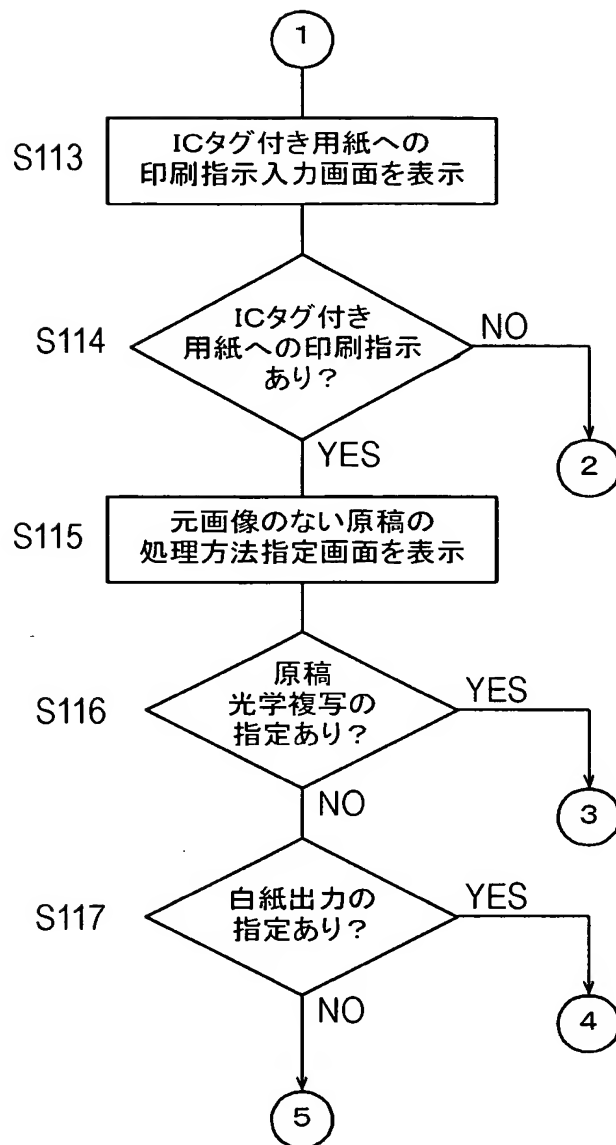 1
S113
ICタグ付き用紙への
印刷指示入力画面を表示
S114
ICタグ付き
用紙への印刷指示
あり?
NO
2
YES
S115
元画像のない原稿の
処理方法指定画面を表示
S116
原稿
光学複写の
指定あり?
YES
3
NO
S117
白紙出力の
指定あり?
YES
4
NO
5